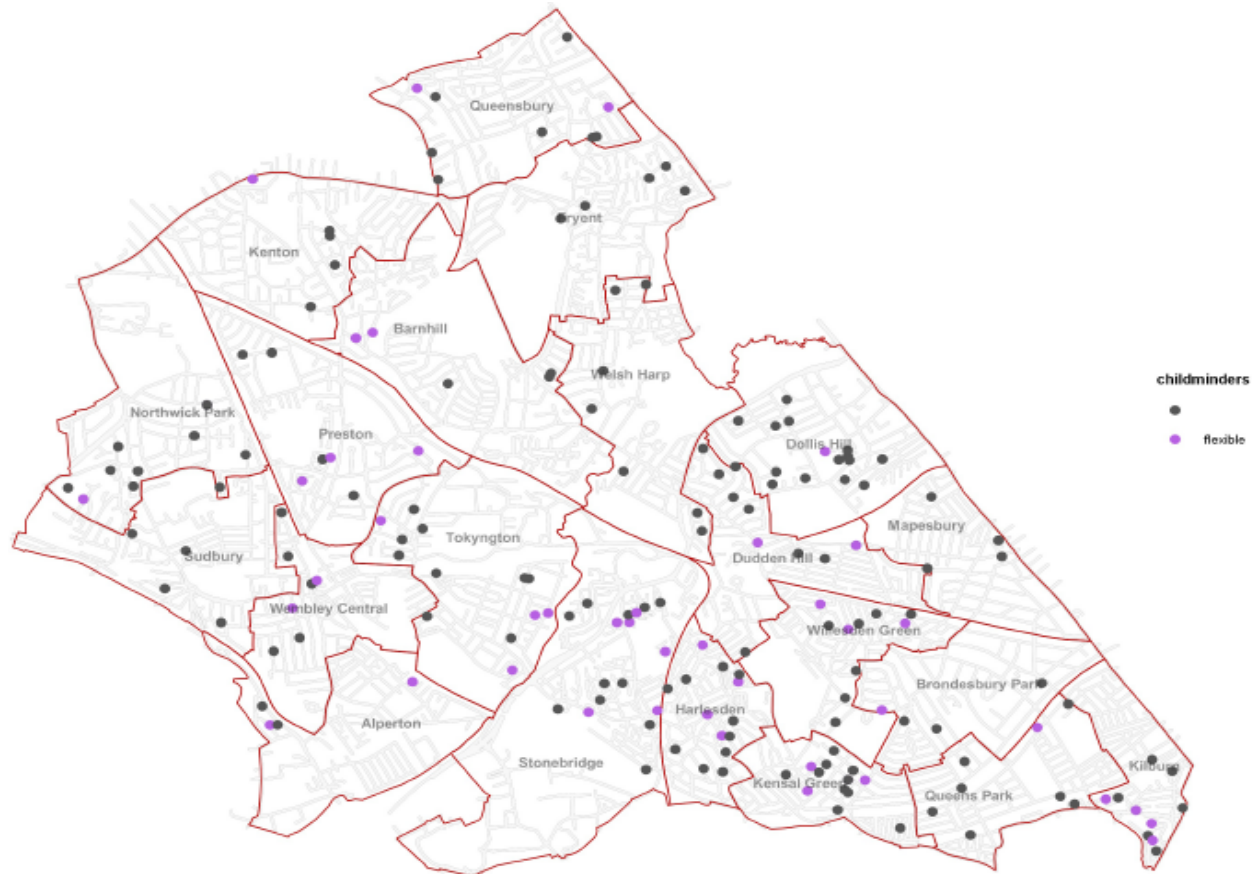 Queensbury
Fryent
Kenton
Barnhill
Welsh Harp
Northwick Park
Preston
Dollis Hill
Mapesbury
Tokyngton
Sudbury
Dudden Hill
Wembley Central
Willesden Green
Brondesbury Park
Alperton
Harlesden
Stonebridge
Kensal Green
Queens Park
Kilburn
childminders
flexible